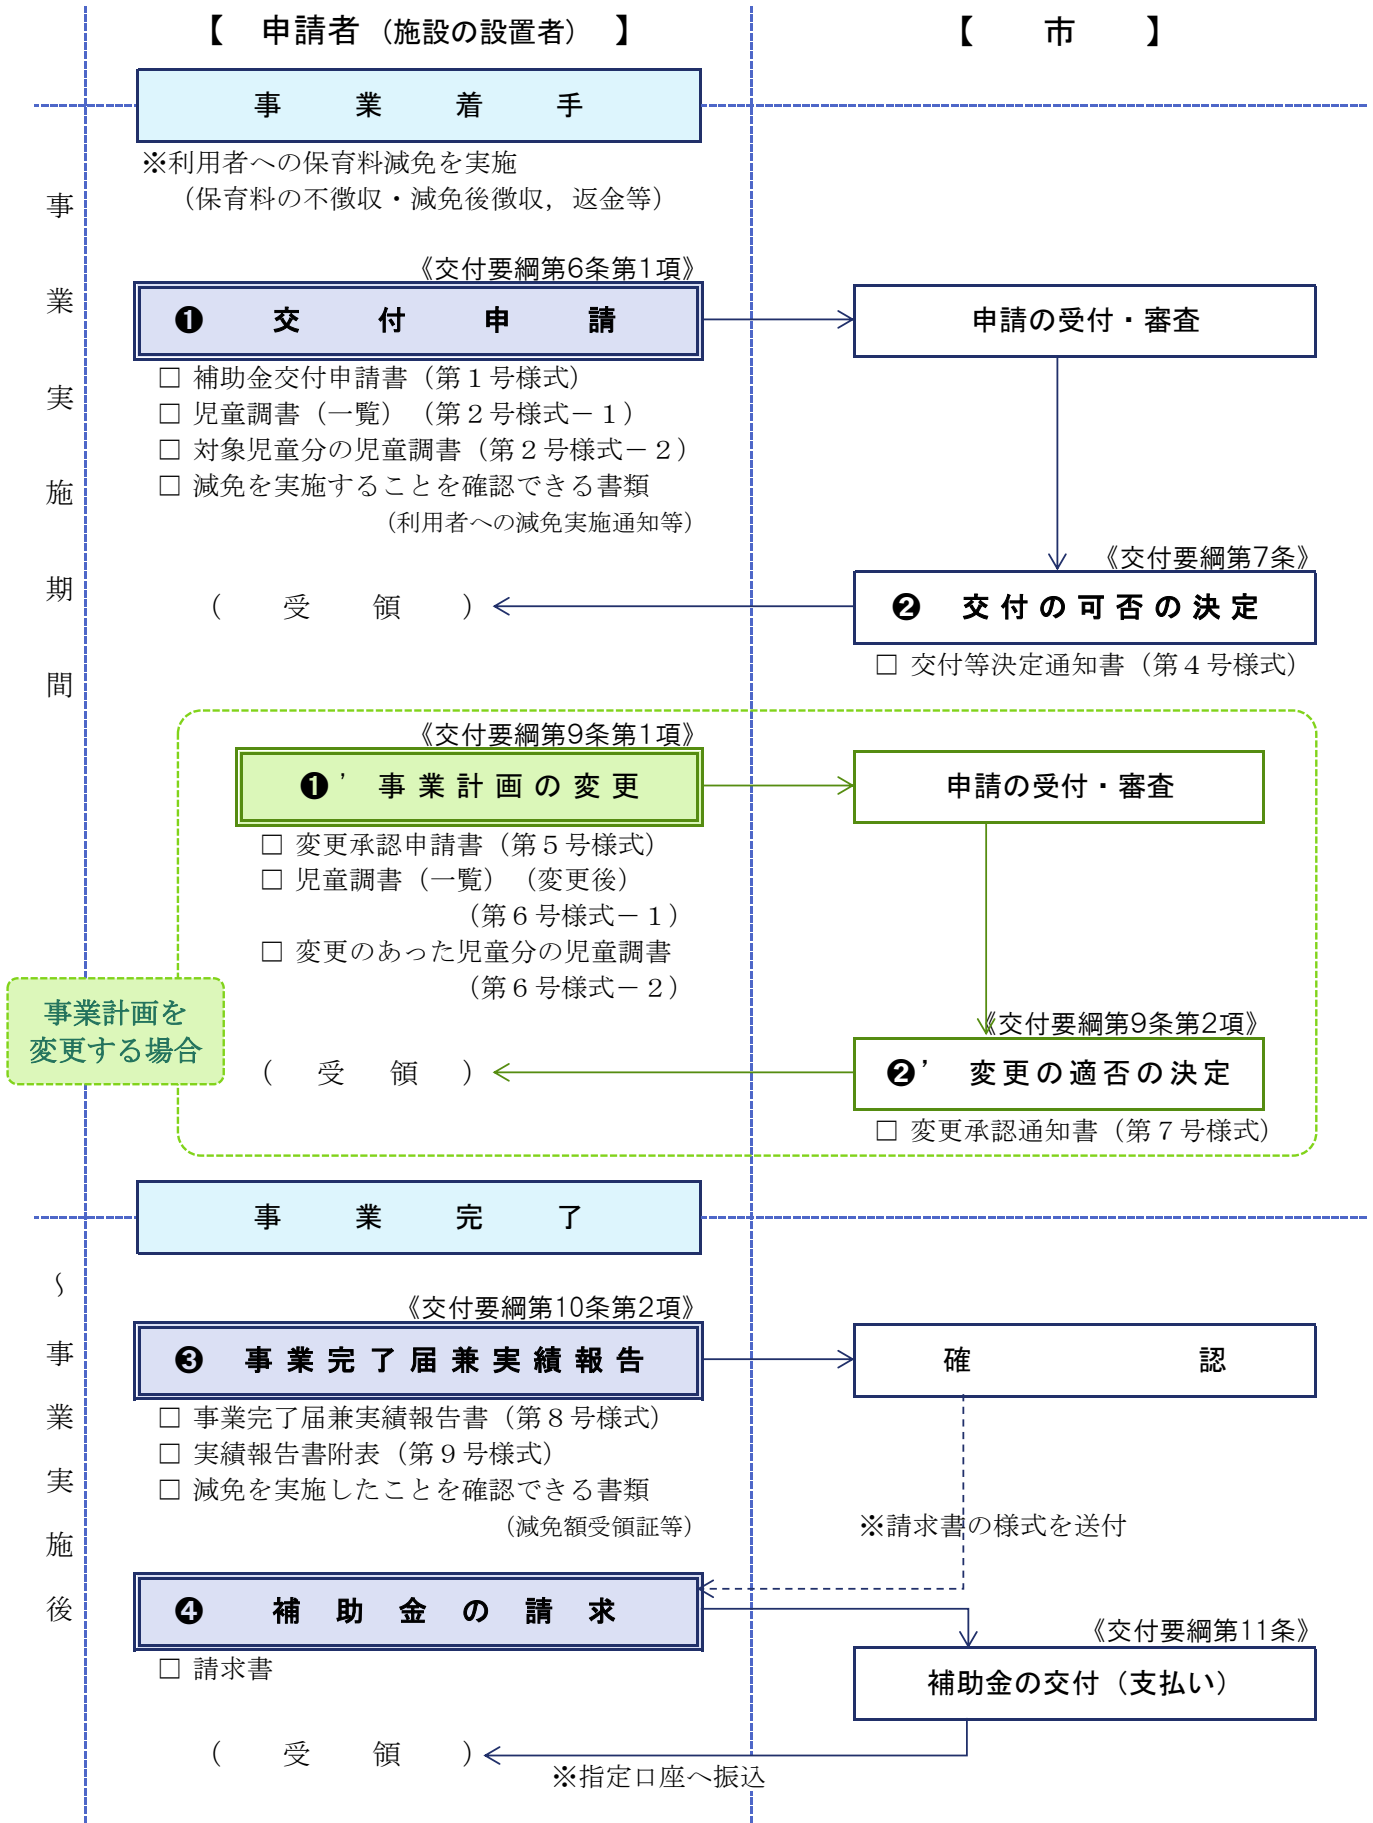 【　申請者（施設の設置者）　】
【　市　】
事業着手
※利用者への保育料減免を実施
（保育料の不徴収・減免後徴収，返金等）
事業実施期間
《交付要綱第6条第1項》
❶　交付申請
申請の受付・審査
□ 補助金交付申請書（第１号様式）
□ 児童調書（一覧）（第２号様式－１）
□ 対象児童分の児童調書（第２号様式－２）
□ 減免を実施することを確認できる書類
（利用者への減免実施通知等）
《交付要綱第7条》
（　受　領　）
❷　交付の可否の決定
□ 交付等決定通知書（第４号様式）
《交付要綱第9条第1項》
❶’　事業計画の変更
申請の受付・審査
□ 変更承認申請書（第５号様式）
□ 児童調書（一覧）（変更後）
（第６号様式－１）
□ 変更のあった児童分の児童調書
（第６号様式－２）
事業計画を
変更する場合
《交付要綱第9条第2項》
（　受　領　）
❷’　変更の適否の決定
□ 変更承認通知書（第７号様式）
事業完了
～事業実施後
《交付要綱第10条第2項》
❸　事業完了届兼実績報告
確認
□ 事業完了届兼実績報告書（第８号様式）
□ 実績報告書附表（第９号様式）
□ 減免を実施したことを確認できる書類
（減免額受領証等）
※請求書の様式を送付
❹　補助金の請求
《交付要綱第11条》
□ 請求書
補助金の交付（支払い）
（　受　領　）
※指定口座へ振込